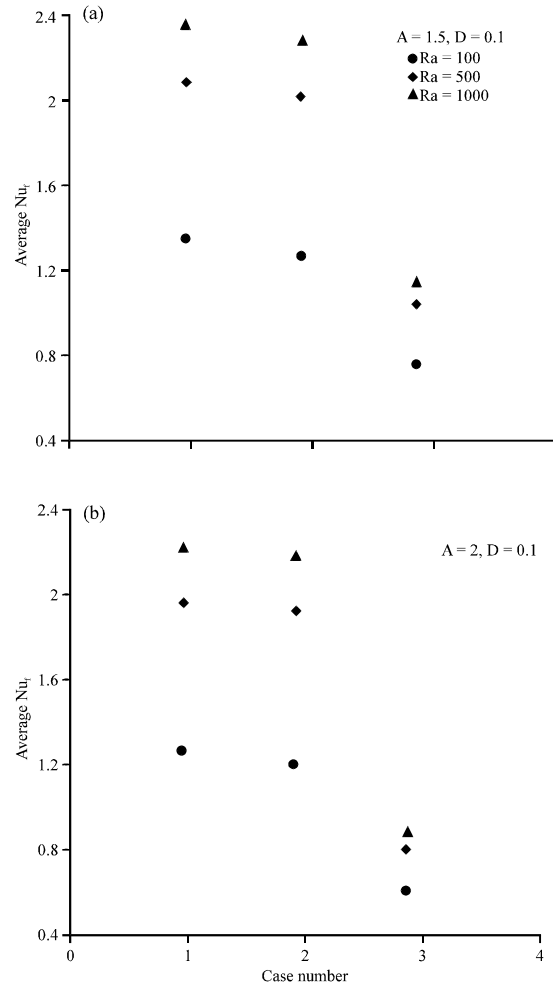 (a)
2.4
2
1.6
1.2
0.8
0.4
Average Nuf
A = 1.5, D = 0.1
Ra = 100
Ra = 500
Ra = 1000
(b)
2.4
2
1.6
1.2
0.8
0.4
Average Nuf
A = 2, D = 0.1
0 1 2 3 4
Case number